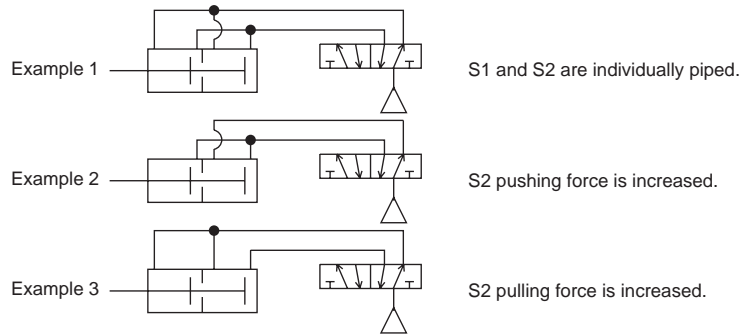 Example 1
S1 and S2 are individually piped.
Example 2
S2 pushing force is increased.
Example 3
S2 pulling force is increased.